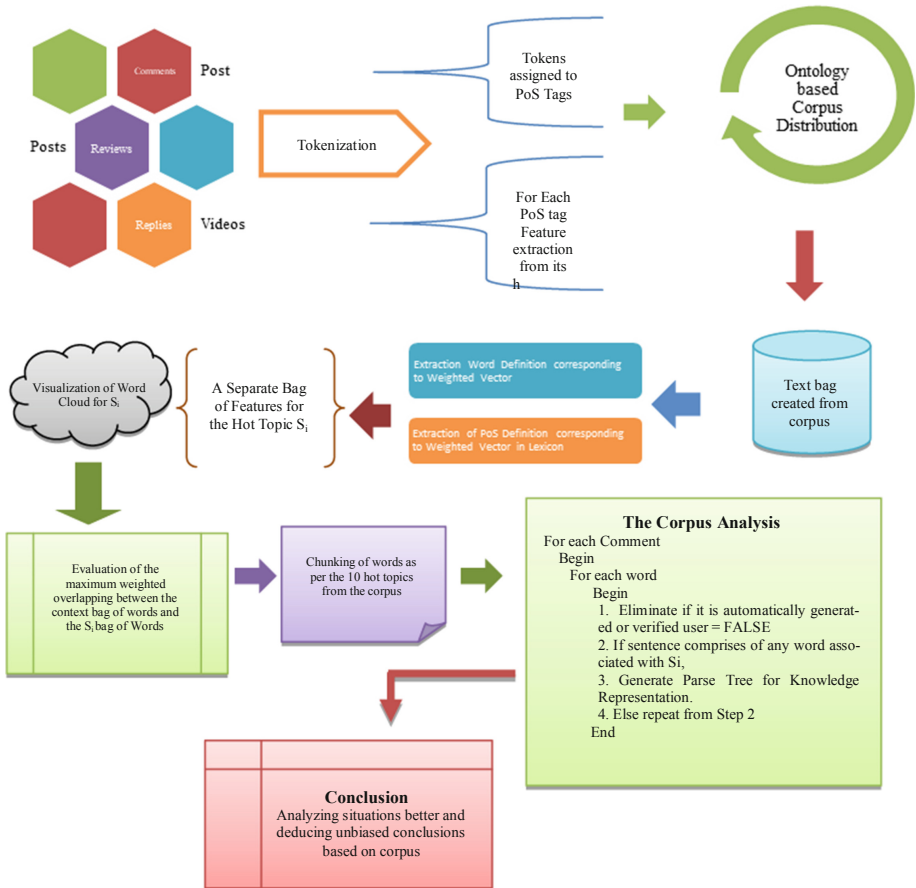 Comments
Post
Posts
Reviews
Replies
Videos
Tokenization
Tokens
assigned to
PoS Tags
For Each
PoS tag
Feature
extraction
from its
h
Ontology
based
Corpus
Distribution
Text bag
created from
corpus
Extraction Word Definition corresponding
to Weighted Vector
Extraction of PoS Definition corresponding
to Weighted Vector in Lexicon
A Separate Bag
of Features for
the Hot Topic Si
Visualization of Word
Cloud for Si
Evaluation of the
maximum weighted
overlapping between the
context bag of words and
the Si bag of Words
Chunking of words as
per the 10 hot topics
from the corpus
The Corpus Analysis
For each Comment
Begin
For each word
Begin
1. Eliminate if it is automatically generat-
ed or verified user = FALSE
2. If sentence comprises of any word asso-
ciated with Si,
3. Generate Parse Tree for Knowledge
Representation.
4. Else repeat from Step 2
End
Conclusion
Analyzing situations better and
deducing unbiased conclusions
based on corpus